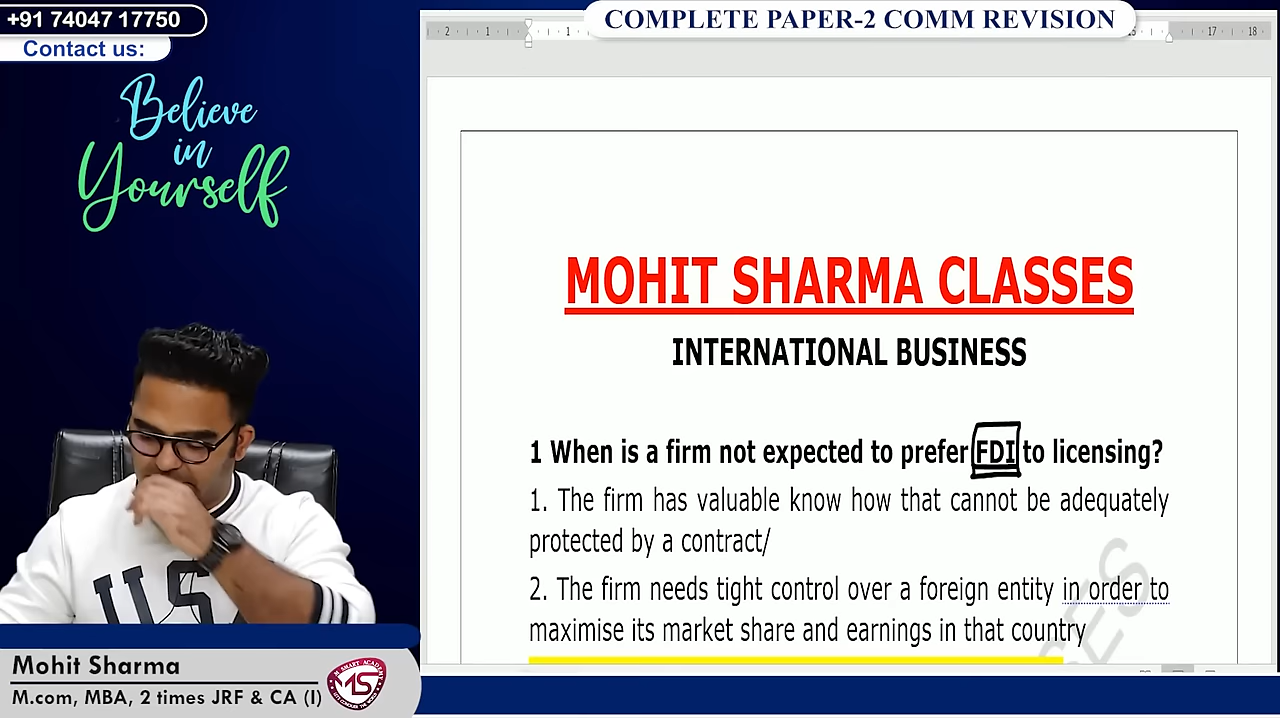 +91 74047 17750
Contact us:
COMPLETE PAPER-2 COMM REVISION
Believe
in
Yourself
MOHIT SHARMA CLASSES
INTERNATIONAL BUSINESS
1 When is a firm not expected to prefer FDI to licensing?
1. The firm has valuable know how that cannot be adequately
protected by a contract/
2. The firm needs tight control over a foreign entity in order to
maximise its market share and earnings in that country
US
Mohit Sharma
M.com, MBA, 2 times JRF & CA (I)
MS